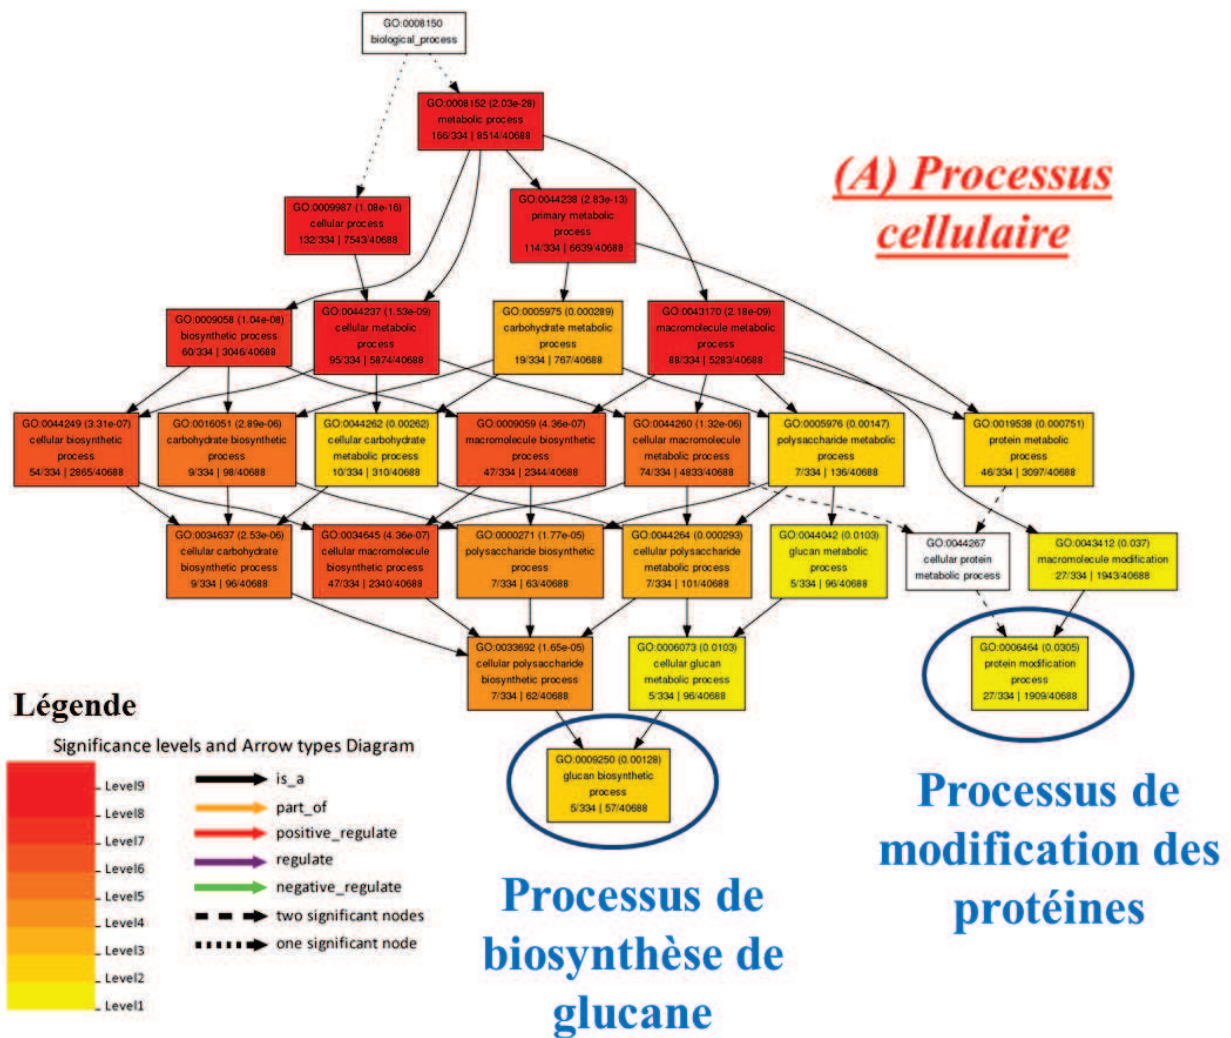 GO:0008150
biological_process
GO:0008152 (2.03e-28)
metabolic process
166/334 | 8514/40688
(A) Processus
cellulaire
GO:0009987 (1.08e-16)
cellular process
132/334 | 7543/40688
GO:0044238 (2.83e-13)
primary metabolic
process
114/334 | 6639/40688
GO:0009058 (1.04e-08)
biosynthetic process
60/334 | 3046/40688
GO:0044237 (1.53e-09)
cellular metabolic
process
95/334 | 5874/40688
GO:0005975 (0.000289)
carbohydrate metabolic
process
19/334 | 767/40688
GO:0043170 (2.18e-09)
macromolecule metabolic
process
88/334 | 5283/40688
GO:0044249 (3.31e-07)
cellular biosynthetic
process
54/334 | 2865/40688
GO:0016051 (2.89e-06)
carbohydrate biosynthetic
process
9/334 | 98/40688
GO:0044262 (0.00262)
cellular carbohydrate
metabolic process
10/334 | 310/40688
GO:0009059 (4.36e-07)
macromolecule biosynthetic
process
47/334 | 2344/40688
GO:0044260 (1.32e-06)
cellular macromolecule
metabolic process
74/334 | 4833/40688
GO:0005976 (0.00147)
polysaccharide metabolic
process
7/334 | 136/40688
GO:0019538 (0.000751)
protein metabolic
process
46/334 | 3097/40688
GO:0034637 (2.53e-06)
cellular carbohydrate
biosynthetic process
9/334 | 96/40688
GO:0034645 (4.36e-07)
cellular macromolecule
biosynthetic process
47/334 | 2340/40688
GO:0000271 (1.77e-05)
polysaccharide biosynthetic
process
7/334 | 63/40688
GO:0044264 (0.000293)
cellular polysaccharide
metabolic process
7/334 | 101/40688
GO:0044042 (0.0103)
glucan metabolic
process
5/334 | 96/40688
GO:0044267
cellular protein
metabolic process
GO:0043412 (0.037)
macromolecule modification
27/334 | 1943/40688
GO:0033692 (1.65e-05)
cellular polysaccharide
biosynthetic process
7/334 | 62/40688
GO:0006073 (0.0103)
cellular glucan
metabolic process
5/334 | 96/40688
GO:0006464 (0.0305)
protein modification
process
27/334 | 1909/40688
GO:0009250 (0.00128)
glucan biosynthetic
process
5/334 | 57/40688
Légende
Significance levels and Arrow types Diagram
Level9
Level8
Level7
Level6
Level5
Level4
Level3
Level2
Level1
is_a
part_of
positive_regulate
regulate
negative_regulate
two significant nodes
one significant node
Processus de
biosynthèse de
glucane
Processus de
modification des
protéines